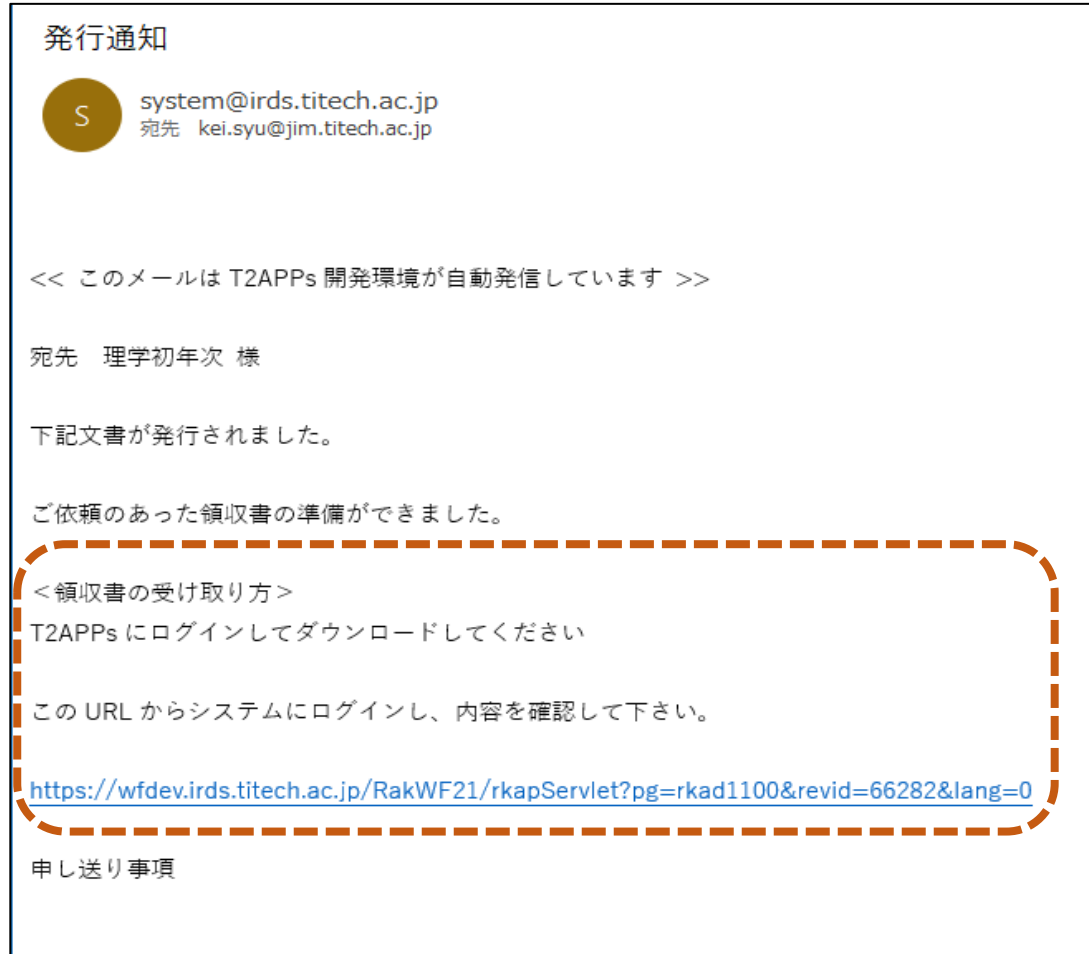 発行通知
S
system@irds.titech.ac.jp
宛先 kei.syu@jim.titech.ac.jp
<< このメールは T2APPs 開発環境が自動発信しています >>
宛先　理学初年次 様
下記文書が発行されました。
ご依頼のあった領収書の準備ができました。
＜領収書の受け取り方＞
T2APPs にログインしてダウンロードしてください
この URL からシステムにログインし、内容を確認して下さい。
https://wfdev.irds.titech.ac.jp/RakWF21/rkapServlet?pg=rkad1100&revid=66282&lang=0
申し送り事項